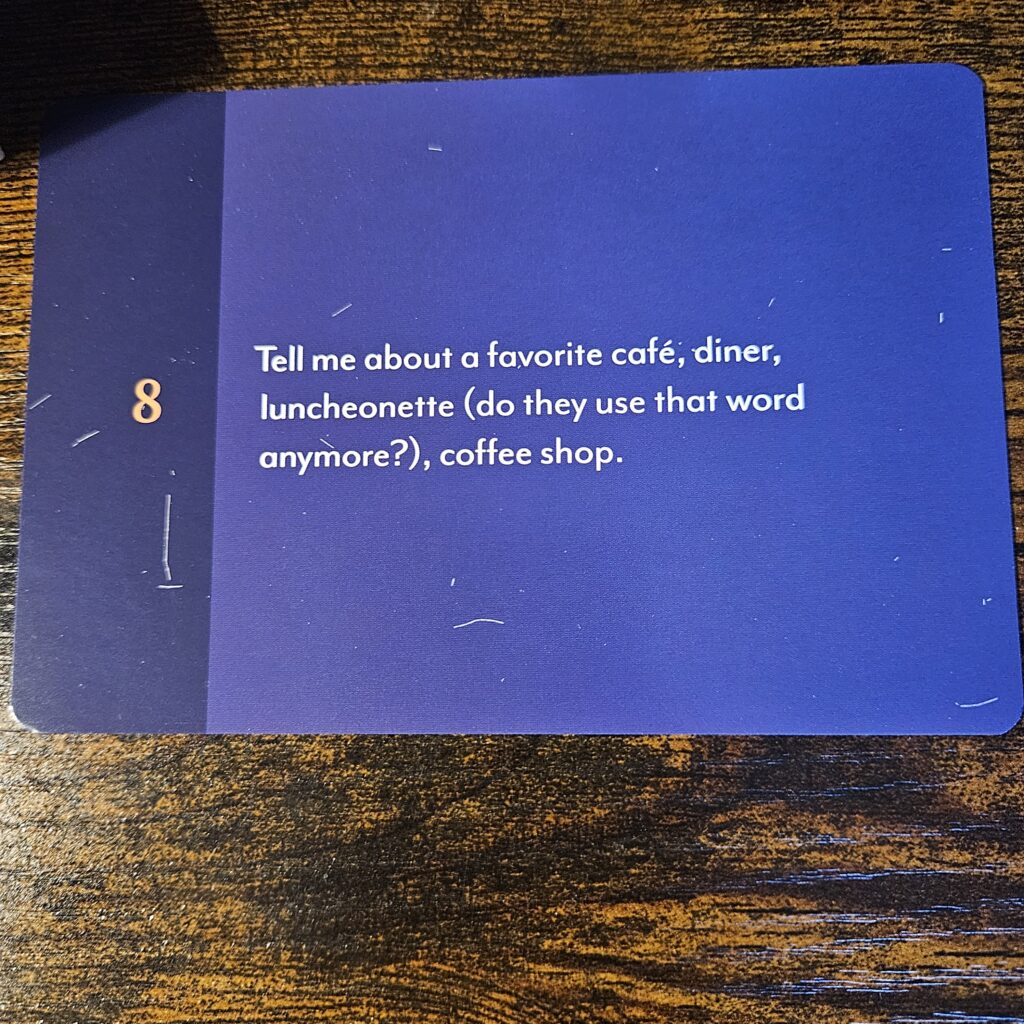 8
Tell me about a favorite café, diner,
luncheonette (do they use that word
anymore?), coffee shop.